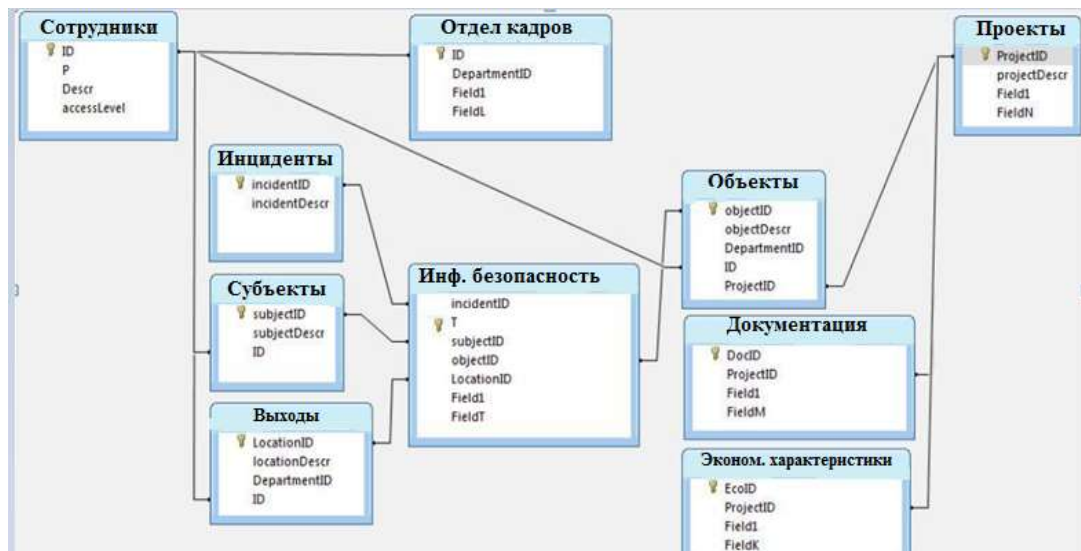 Сотрудники
ID
P
Descr
accessLevel
Отдел кадров
ID
DepartmentID
Field1
FieldL
Проекты
ProjectID
projectDescr
Field1
FieldN
Инциденты
incidentID
incidentDescr
Субъекты
subjectID
subjectDescr
ID
Выходы
LocationID
locationDescr
DepartmentID
ID
Инф. безопасность
incidentID
T
subjectID
objectID
LocationID
Field1
FieldT
Объекты
objectID
objectDescr
DepartmentID
ID
ProjectID
Документация
DocID
ProjectID
Field1
FieldM
Эконом. характеристики
EcoID
ProjectID
Field1
FieldK